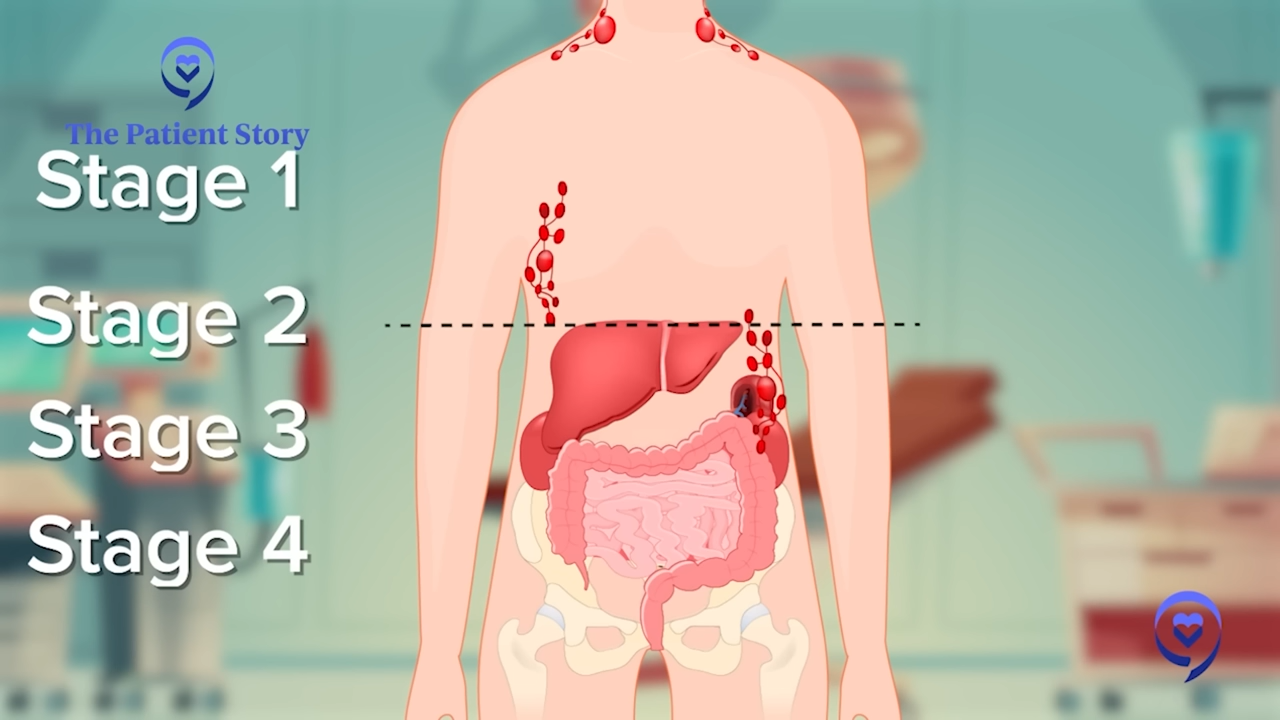 The Patient Story
Stage 1
Stage 2
Stage 3
Stage 4